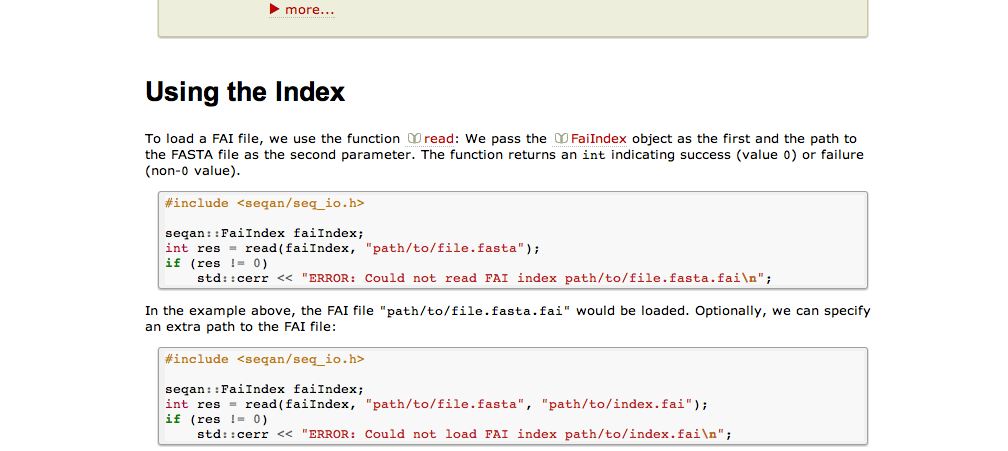 ▶ more...
Using the Index
To load a FAI file, we use the function read: We pass the FaiIndex object as the first and the path to
the FASTA file as the second parameter. The function returns an int indicating success (value 0) or failure
(non-0 value).
#include <seqan/seq_io.h>
seqan::FaiIndex faiIndex;
int res = read(faiIndex, "path/to/file.fasta");
if (res != 0)
    std::cerr << "ERROR: Could not read FAI index path/to/file.fasta.fai\n";
In the example above, the FAI file "path/to/file.fasta.fai" would be loaded. Optionally, we can specify
an extra path to the FAI file:
#include <seqan/seq_io.h>
seqan::FaiIndex faiIndex;
int res = read(faiIndex, "path/to/file.fasta", "path/to/index.fai");
if (res != 0)
    std::cerr << "ERROR: Could not load FAI index path/to/index.fai\n";